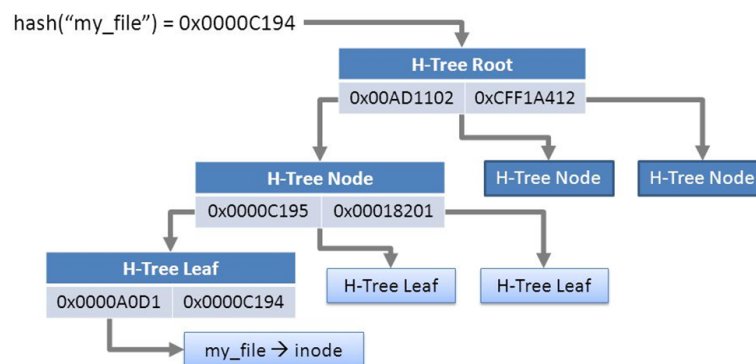 hash("my_file") = 0x0000C194
H-Tree Root
0x00AD1102 0xCFF1A412
H-Tree Node H-Tree Node
H-Tree Node
0x0000C195 0x00018201
H-Tree Leaf
0x0000A0D1 0x0000C194
H-Tree Leaf H-Tree Leaf
my_file → inode